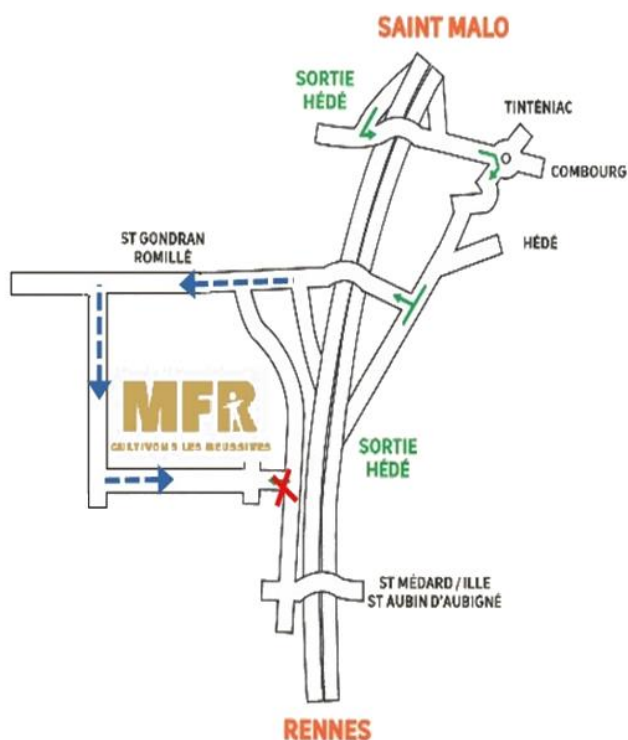 SAINT MALO
SORTIE
HÉDÉ
TINTÉNIAC
COMBOURG
HÉDÉ
ST GONDRAN
ROMILLÉ
MFR
CULTIVONS LES REUSSITES
SORTIE
HÉDÉ
ST MÉDARD / ILLE
ST AUBIN D'AUBIGNÉ
RENNES